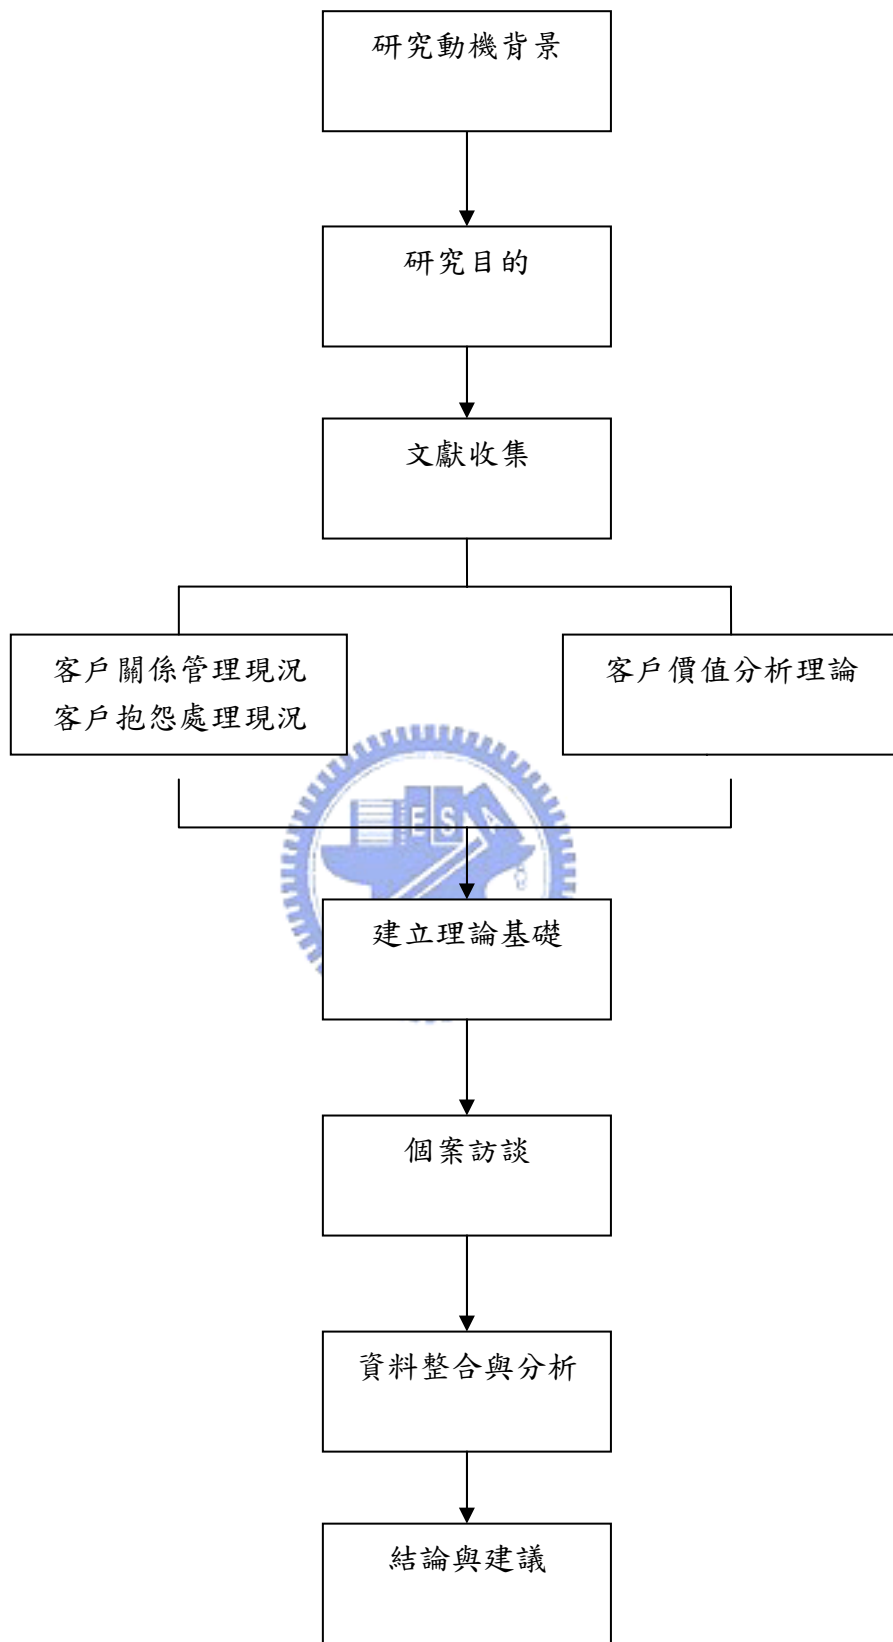 研究動機背景
研究目的
文獻收集
客戶關係管理現況
客戶抱怨處理現況
客戶價值分析理論
E S A
建立理論基礎
個案訪談
資料整合與分析
結論與建議